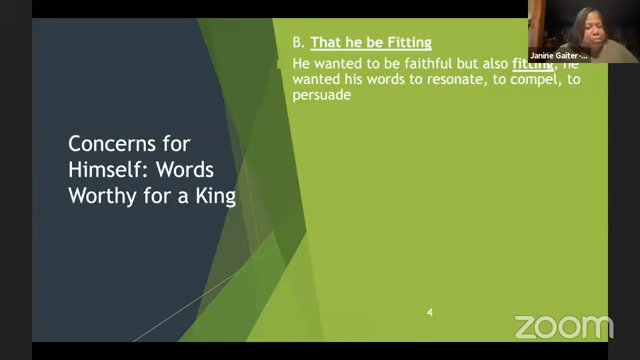 B. That he be Fitting
He wanted to be faithful but also fitting, he
wanted his words to resonate, to compel, to
persuade
Concerns for
Himself: Words
Worthy for a King
4
Janine Gaiter-...
zoom